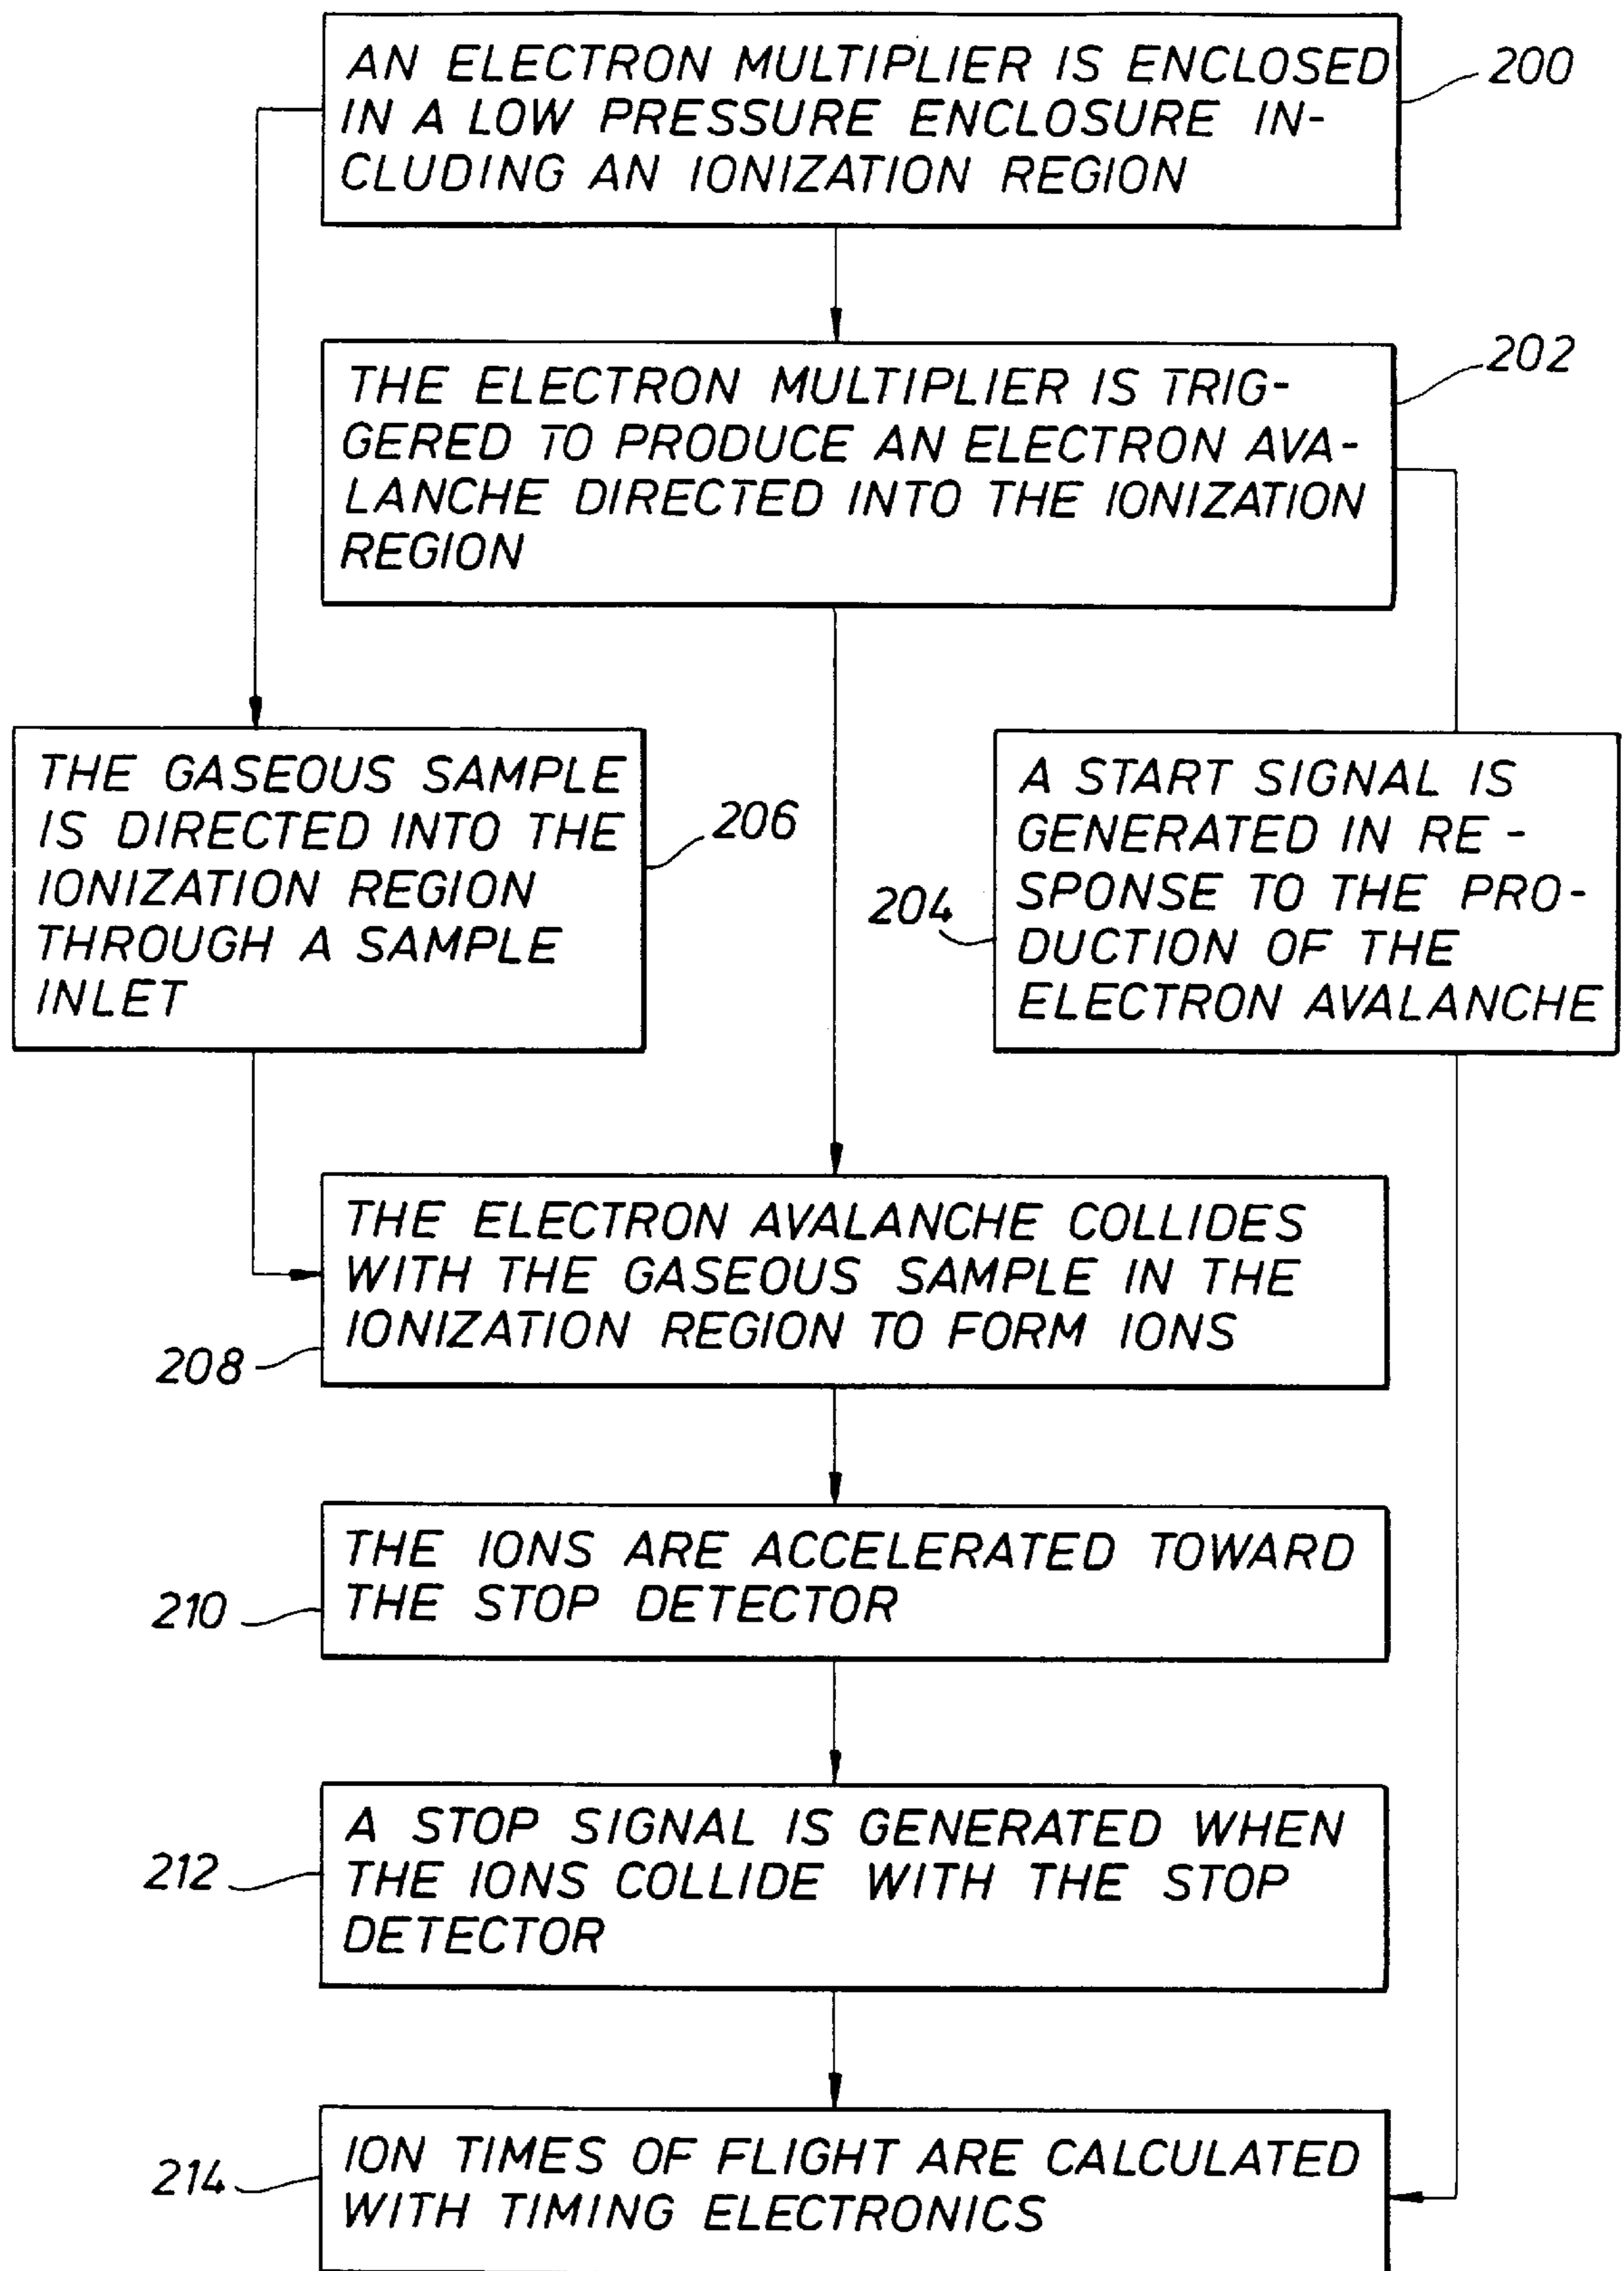 AN ELECTRON MULTIPLIER IS ENCLOSED
IN A LOW PRESSURE ENCLOSURE IN-
CLUDING AN IONIZATION REGION
200
THE ELECTRON MULTIPLIER IS TRIG-
GERED TO PRODUCE AN ELECTRON AVA-
LANCHE DIRECTED INTO THE IONIZATION
REGION
202
THE GASEOUS SAMPLE
IS DIRECTED INTO THE
IONIZATION REGION
THROUGH A SAMPLE
INLET
206
204
A START SIGNAL IS
GENERATED IN RE-
SPONSE TO THE PRO-
DUCTION OF THE
ELECTRON AVALANCHE
THE ELECTRON AVALANCHE COLLIDES
WITH THE GASEOUS SAMPLE IN THE
IONIZATION REGION TO FORM IONS
208
THE IONS ARE ACCELERATED TOWARD
THE STOP DETECTOR
210
A STOP SIGNAL IS GENERATED WHEN
THE IONS COLLIDE WITH THE STOP
DETECTOR
212
ION TIMES OF FLIGHT ARE CALCULATED
WITH TIMING ELECTRONICS
214